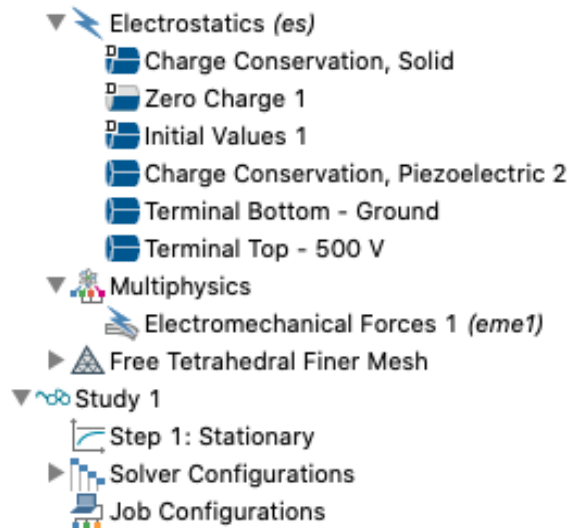 Electrostatics (es)
D Charge Conservation, Solid
D Zero Charge 1
D Initial Values 1
Charge Conservation, Piezoelectric 2
Terminal Bottom - Ground
Terminal Top - 500 V
Multiphysics
Electromechanical Forces 1 (eme1)
Free Tetrahedral Finer Mesh
Study 1
Step 1: Stationary
Solver Configurations
Job Configurations